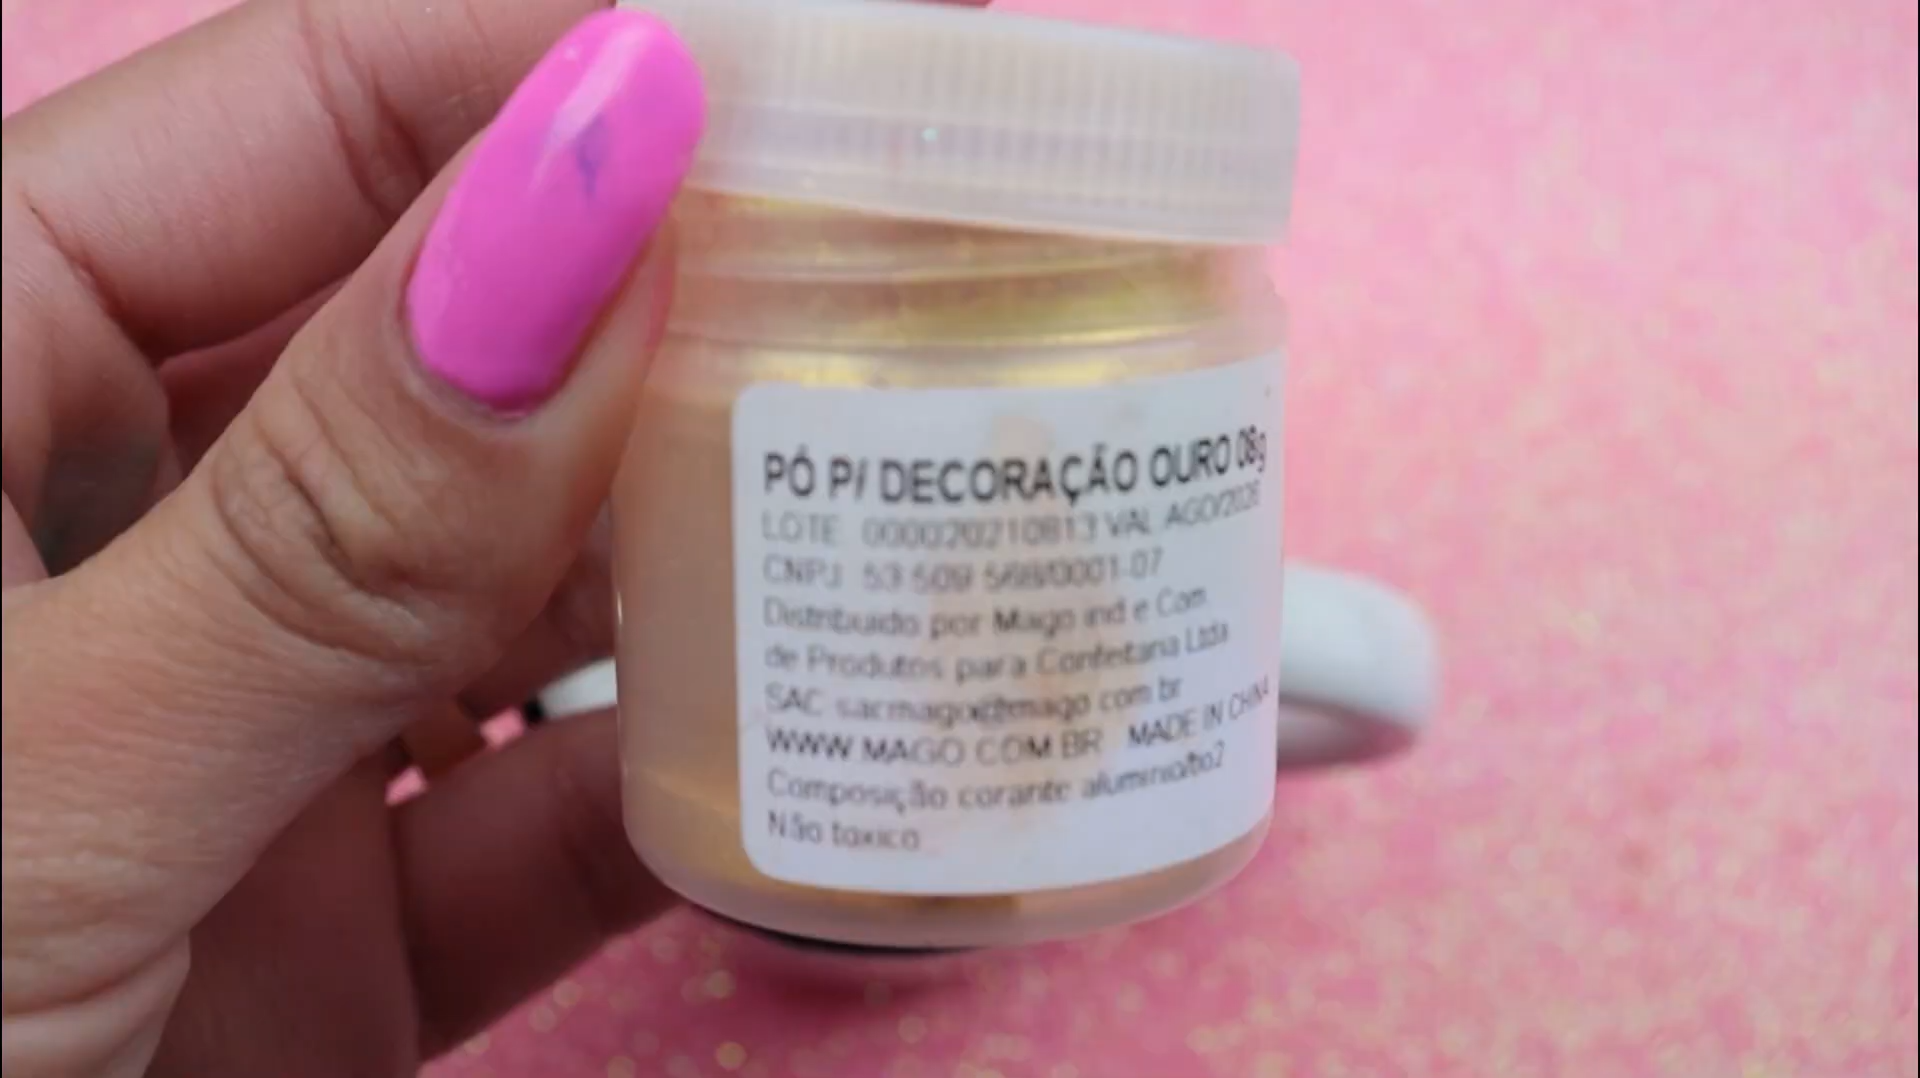 PÓ P/ DECORAÇÃO OURO 08g
LOTE 000020210813 VAL AGO/2026
CNPJ 53 509 568/0001-07
Distribuido por Mago ind e Com.
de Produtos para Confeitaria Ltda
SAC sacmago@mago com br
WWW.MAGO.COM.BR MADE IN CHINA
Composição corante aluminio/tio2
Não toxico